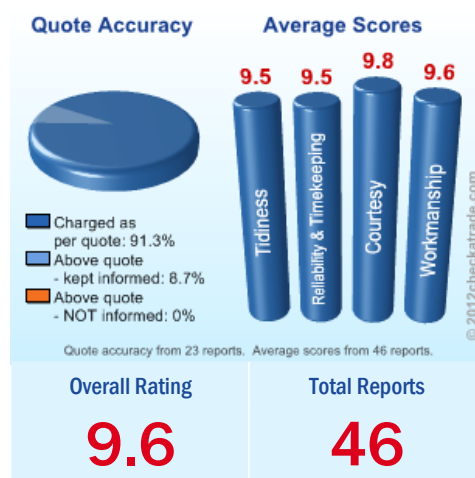 Quote Accuracy
Average Scores
9.5
9.5
9.8
9.6
Tidiness
Reliability & Timekeeping
Courtesy
Workmanship
Charged as
per quote: 91.3%
Above quote
- kept informed: 8.7%
Above quote
- NOT informed: 0%
© 2012checkatrade.com
Quote accuracy from 23 reports. Average scores from 46 reports.
Overall Rating
Total Reports
9.6
46